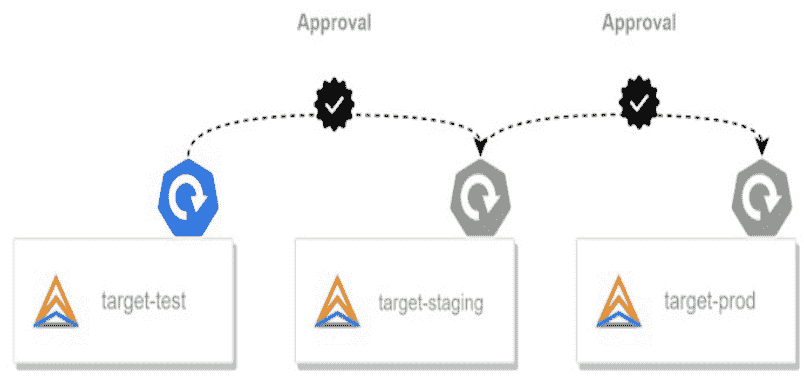 Approval
Approval
target-test
target-staging
target-prod